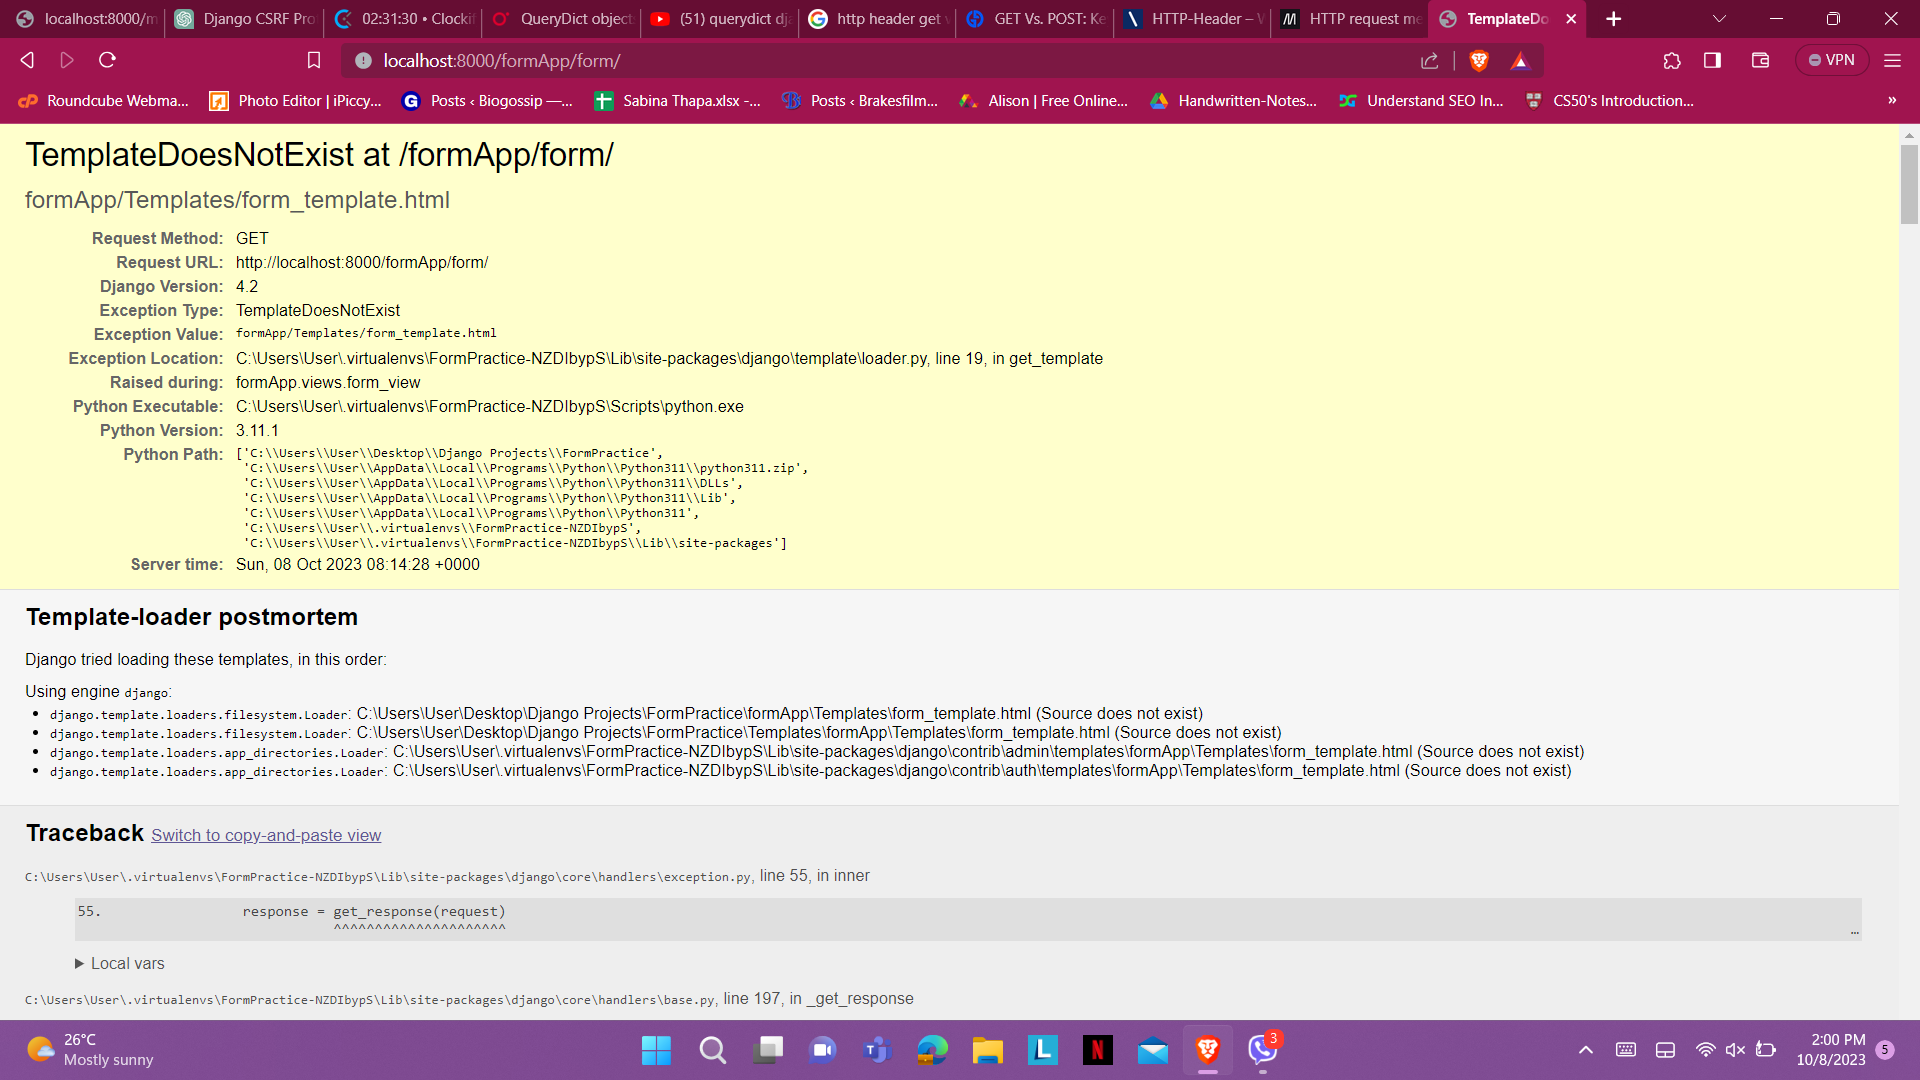 localhost:8000/m
Django CSRF Pro
02:31:30 • Clockif
QueryDict object
(51) querydict dja
http header get v
GET Vs. POST: Ke
HTTP-Header – W
HTTP request me
TemplateDo
localhost:8000/formApp/form/
VPN
Roundcube Webma...
Photo Editor | iPiccy...
Posts ‹ Biogossip —...
Sabina Thapa.xlsx -...
Posts ‹ Brakesfilm...
Alison | Free Online...
Handwritten-Notes...
Understand SEO In...
CS50's Introduction...
»
TemplateDoesNotExist at /formApp/form/
formApp/Templates/form_template.html
Request Method: GET
Request URL: http://localhost:8000/formApp/form/
Django Version: 4.2
Exception Type: TemplateDoesNotExist
Exception Value: formApp/Templates/form_template.html
Exception Location: C:\Users\User\.virtualenvs\FormPractice-NZDIbypS\Lib\site-packages\django\template\loader.py, line 19, in get_template
Raised during: formApp.views.form_view
Python Executable: C:\Users\User\.virtualenvs\FormPractice-NZDIbypS\Scripts\python.exe
Python Version: 3.11.1
Python Path: ['C:\\Users\\User\\Desktop\\Django Projects\\FormPractice',
'C:\\Users\\User\\AppData\\Local\\Programs\\Python\\Python311\\python311.zip',
'C:\\Users\\User\\AppData\\Local\\Programs\\Python\\Python311\\DLLs',
'C:\\Users\\User\\AppData\\Local\\Programs\\Python\\Python311\\Lib',
'C:\\Users\\User\\AppData\\Local\\Programs\\Python\\Python311',
'C:\\Users\\User\\.virtualenvs\\FormPractice-NZDIbypS',
'C:\\Users\\User\\.virtualenvs\\FormPractice-NZDIbypS\\Lib\\site-packages']
Server time: Sun, 08 Oct 2023 08:14:28 +0000
Template-loader postmortem
Django tried loading these templates, in this order:
Using engine django:
• django.template.loaders.filesystem.Loader: C:\Users\User\Desktop\Django Projects\FormPractice\formApp\Templates\form_template.html (Source does not exist)
• django.template.loaders.filesystem.Loader: C:\Users\User\Desktop\Django Projects\FormPractice\Templates\formApp\Templates\form_template.html (Source does not exist)
• django.template.loaders.app_directories.Loader: C:\Users\User\.virtualenvs\FormPractice-NZDIbypS\Lib\site-packages\django\contrib\admin\templates\formApp\Templates\form_template.html (Source does not exist)
• django.template.loaders.app_directories.Loader: C:\Users\User\.virtualenvs\FormPractice-NZDIbypS\Lib\site-packages\django\contrib\auth\templates\formApp\Templates\form_template.html (Source does not exist)
Traceback Switch to copy-and-paste view
C:\Users\User\.virtualenvs\FormPractice-NZDIbypS\Lib\site-packages\django\core\handlers\exception.py, line 55, in inner
55. response = get_response(request)
^^^^^^^^^^^^^^^^^^^^^
…
Local vars
C:\Users\User\.virtualenvs\FormPractice-NZDIbypS\Lib\site-packages\django\core\handlers\base.py, line 197, in _get_response
26°C
Mostly sunny
3
2:00 PM
10/8/2023
5